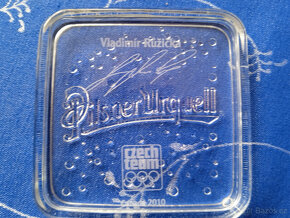 Vladimír Růžička
Pilsner Urquell
czech
team
2010